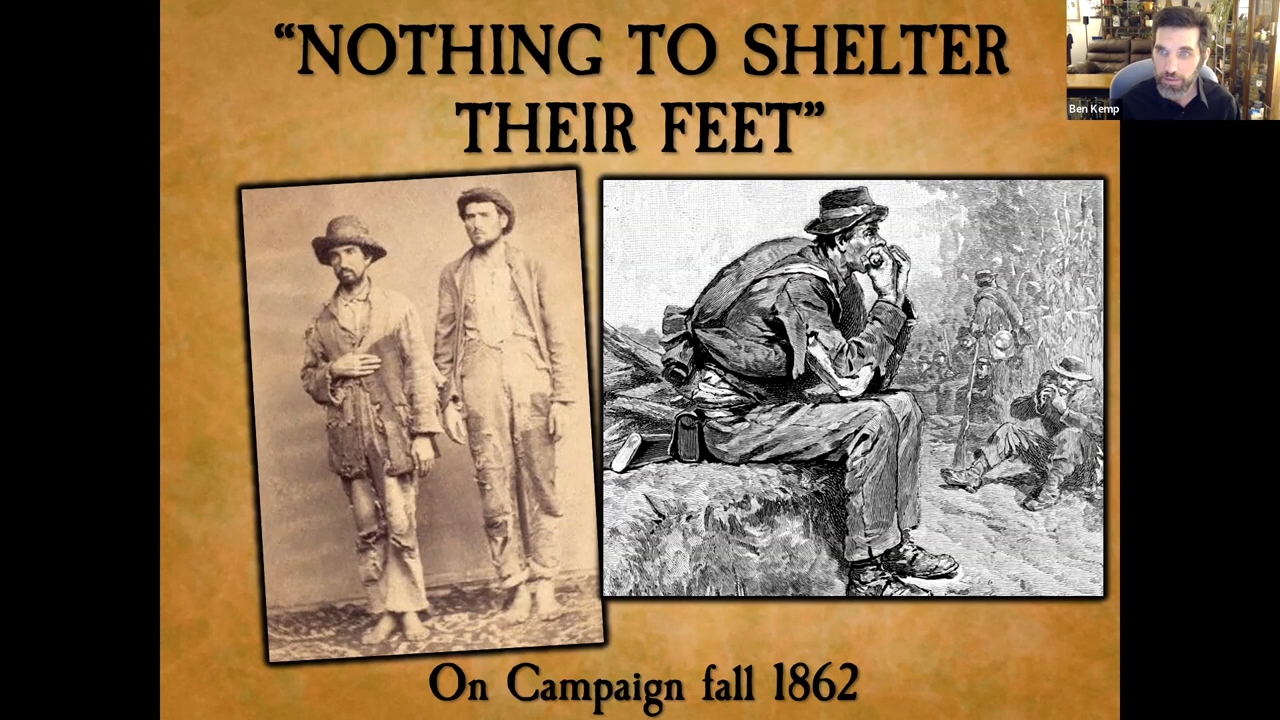 “NOTHING TO SHELTER
THEIR FEET”
Ben Kemp
On Campaign fall 1862